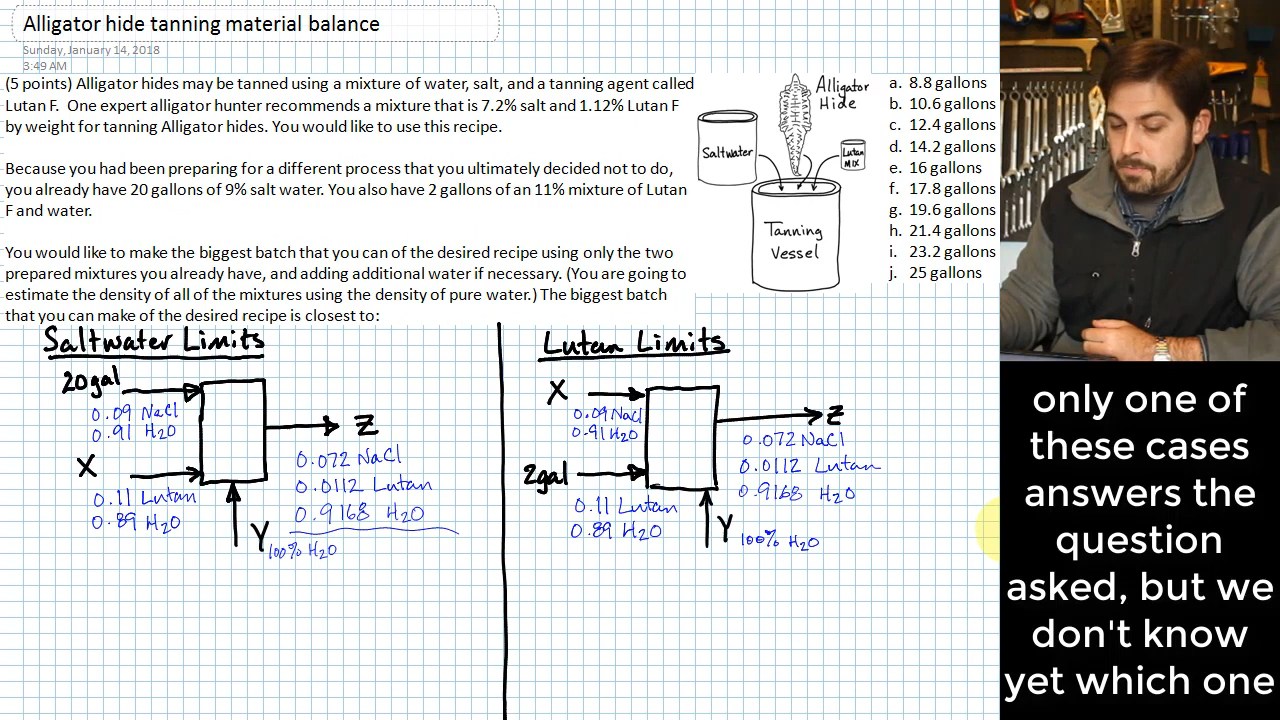 Alligator hide tanning material balance
Sunday, January 14, 2018
3:49 AM
(5 points) Alligator hides may be tanned using a mixture of water, salt, and a tanning agent called
Lutan F.  One expert alligator hunter recommends a mixture that is 7.2% salt and 1.12% Lutan F
by weight for tanning Alligator hides. You would like to use this recipe.
Because you had been preparing for a different process that you ultimately decided not to do,
you already have 20 gallons of 9% salt water. You also have 2 gallons of an 11% mixture of Lutan
F and water.
You would like to make the biggest batch that you can of the desired recipe using only the two
prepared mixtures you already have, and adding additional water if necessary. (You are going to
estimate the density of all of the mixtures using the density of pure water.) The biggest batch
that you can make of the desired recipe is closest to:
Alligator
Hide
Saltwater
Lutan
MIX
Tanning
Vessel
a. 8.8 gallons
b. 10.6 gallons
c. 12.4 gallons
d. 14.2 gallons
e. 16 gallons
f. 17.8 gallons
g. 19.6 gallons
h. 21.4 gallons
i. 23.2 gallons
j. 25 gallons
Saltwater Limits
20gal
0.09 NaCl
0.91 H2O
X
0.11 Lutan
0.89 H2O
Z
0.072 NaCl
0.0112 Lutan
0.9168 H2O
Y
100% H2O
Lutan Limits
X
0.09 NaCl
0.91 H2O
2gal
0.11 Lutan
0.89 H2O
Z
0.072 NaCl
0.0112 Lutan
0.9168 H2O
Y
100% H2O
only one of
these cases
answers the
question
asked, but we
don't know
yet which one